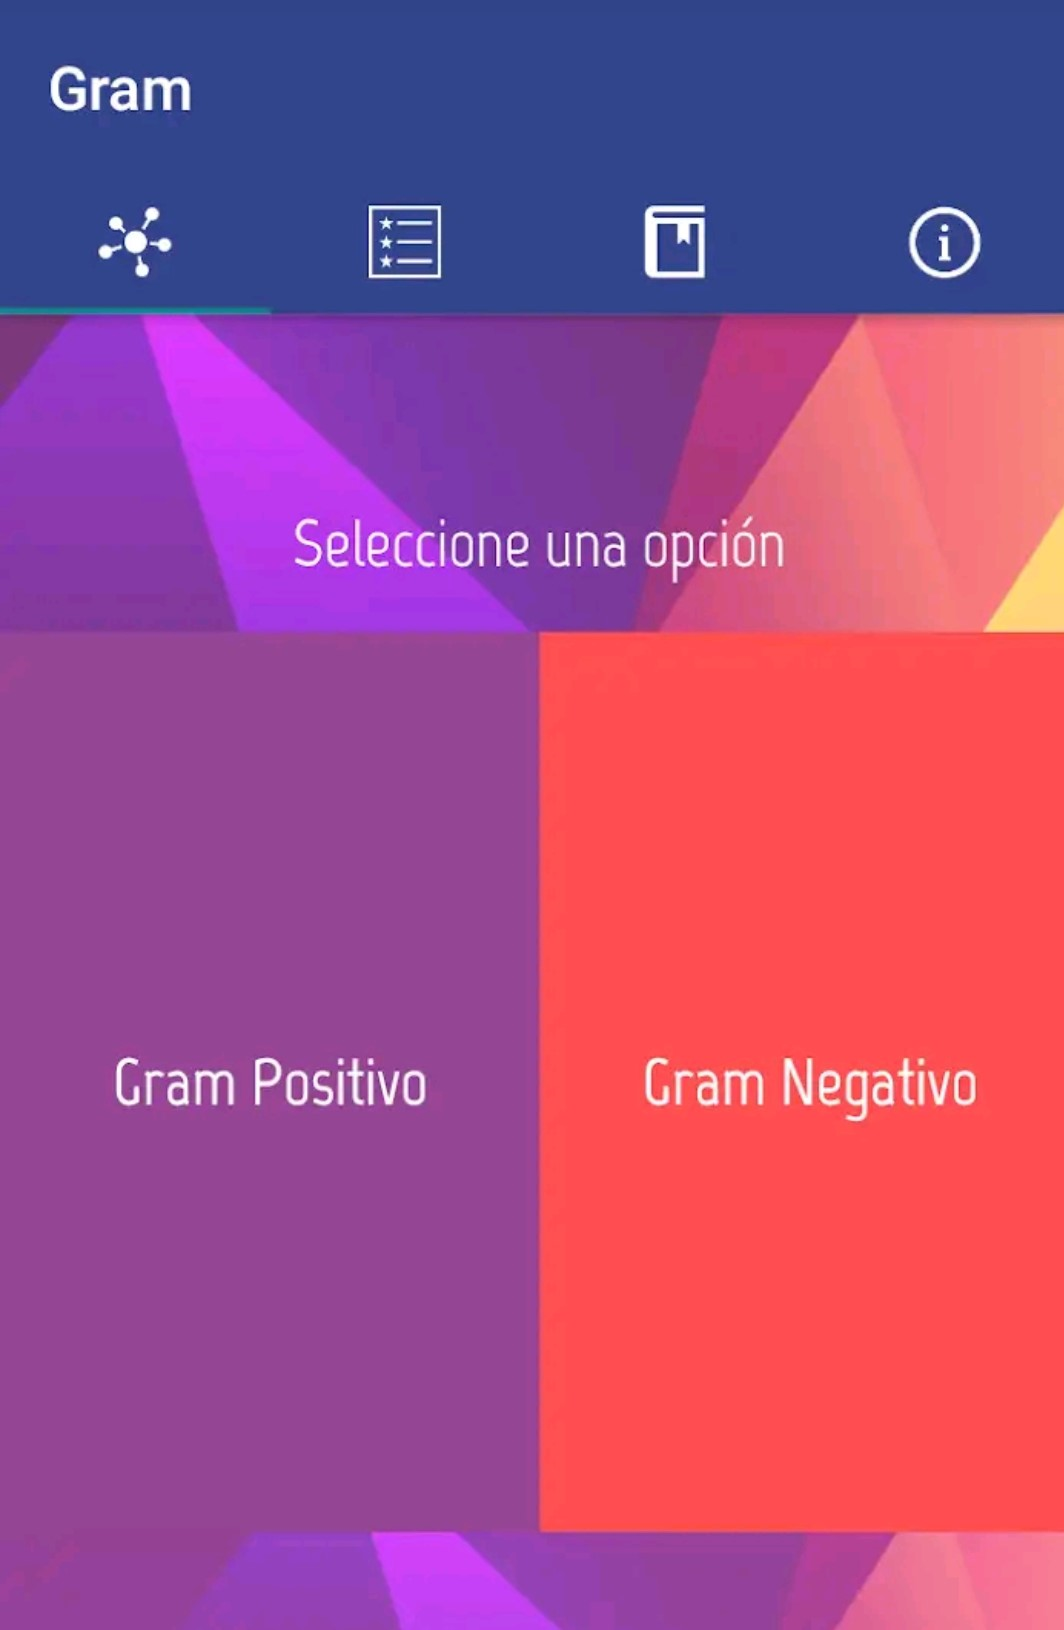 Gram
Seleccione una opción
Gram Positivo
Gram Negativo